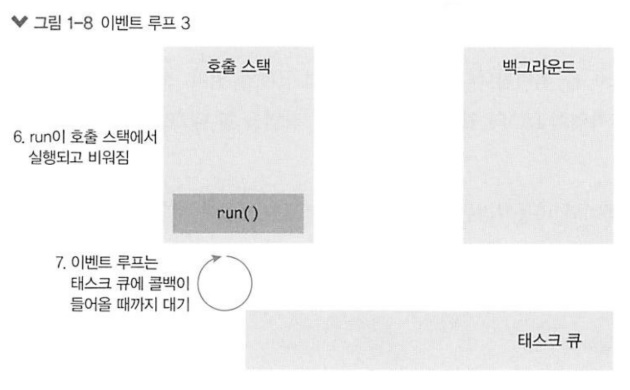 그림 1-8 이벤트 루프 3
호출 스택
백그라운드
6. run이 호출 스택에서
실행되고 비워짐
run()
7. 이벤트 루프는
태스크 큐에 콜백이
들어올 때까지 대기
태스크 큐